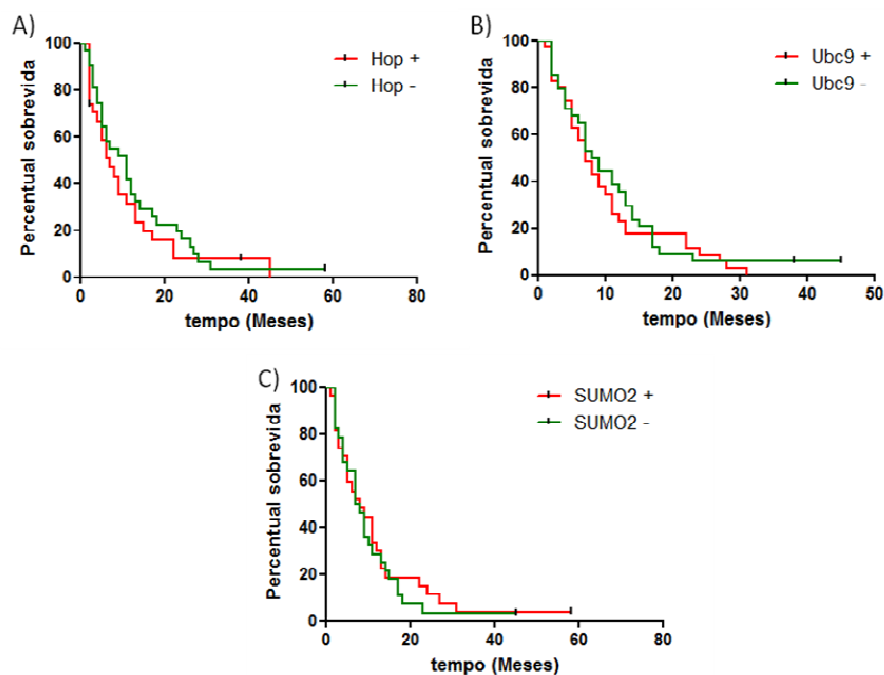 A)
Hop +
Hop -
Percentual sobrevida
100
80
60
40
20
0
0 20 40 60 80
tempo (Meses)
B)
Ubc9 +
Ubc9 -
Percentual sobrevida
100
80
60
40
20
0
0 10 20 30 40 50
tempo (Meses)
C)
SUMO2 +
SUMO2 -
Percentual sobrevida
100
80
60
40
20
0
0 20 40 60 80
tempo (Meses)